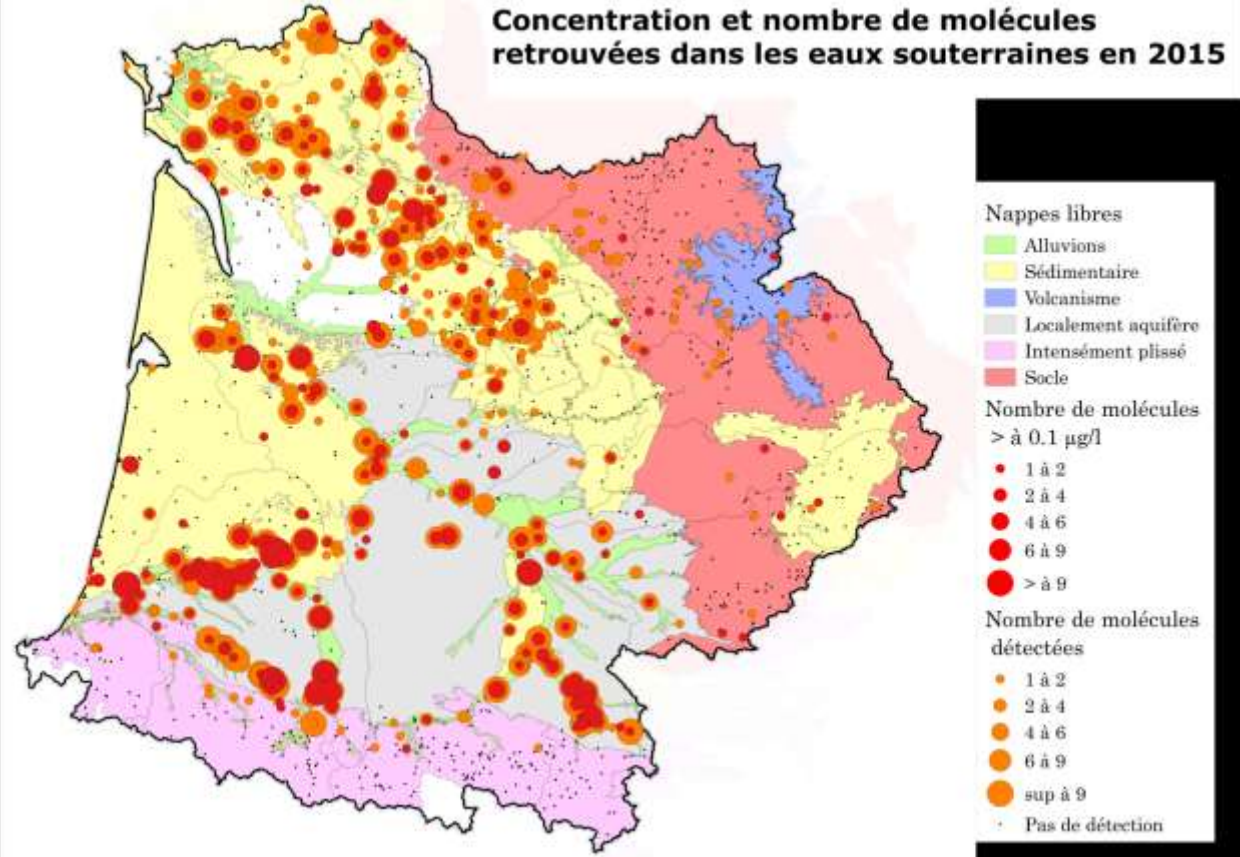 Concentration et nombre de molécules
retrouvées dans les eaux souterraines en 2015
Nappes libres
Alluvions
Sédimentaire
Volcanisme
Localement aquifère
Intensément plissé
Socle
Nombre de molécules
> à 0.1 µg/l
1 à 2
2 à 4
4 à 6
6 à 9
> à 9
Nombre de molécules
détectées
1 à 2
2 à 4
4 à 6
6 à 9
sup à 9
Pas de détection